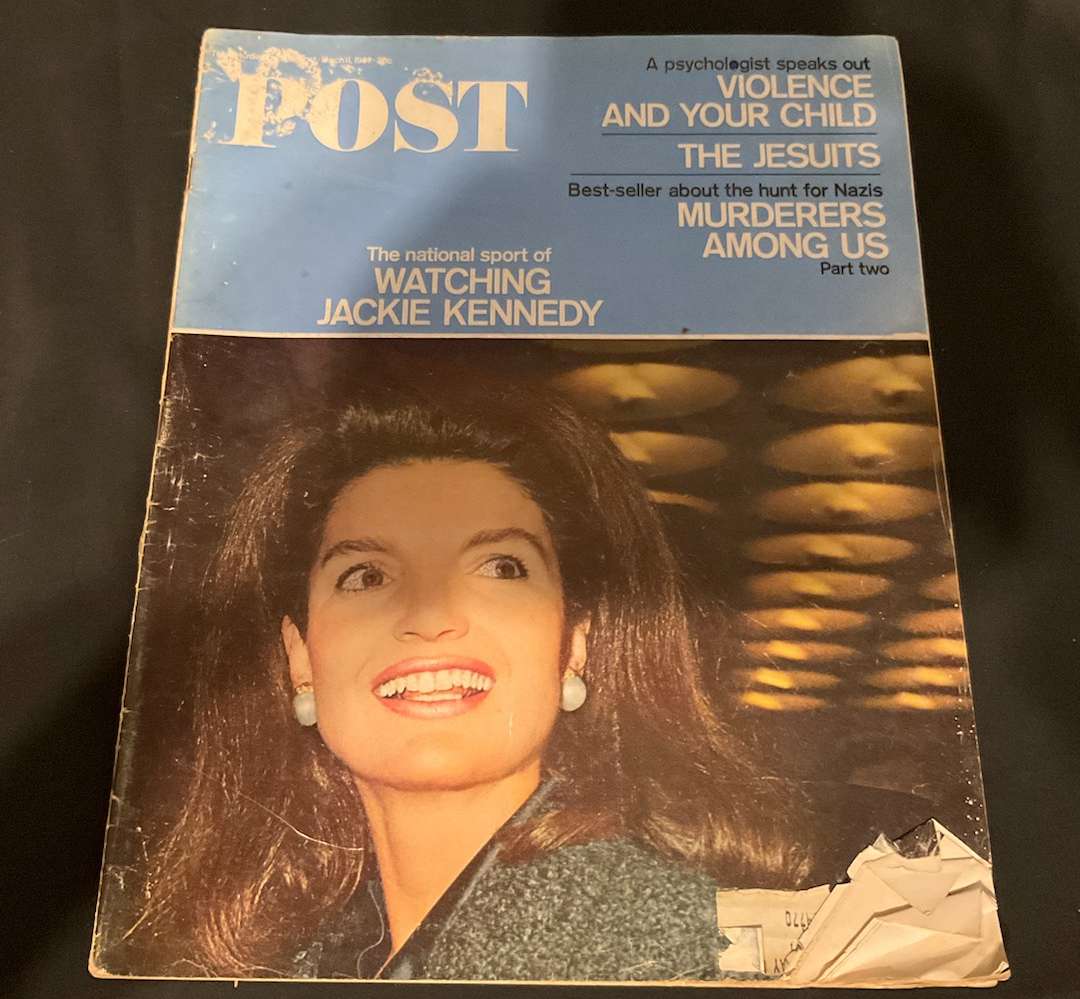 POST
A psychologist speaks out
VIOLENCE
AND YOUR CHILD
THE JESUITS
Best-seller about the hunt for Nazis
MURDERERS
AMONG US
Part two
The national sport of
WATCHING
JACKIE KENNEDY